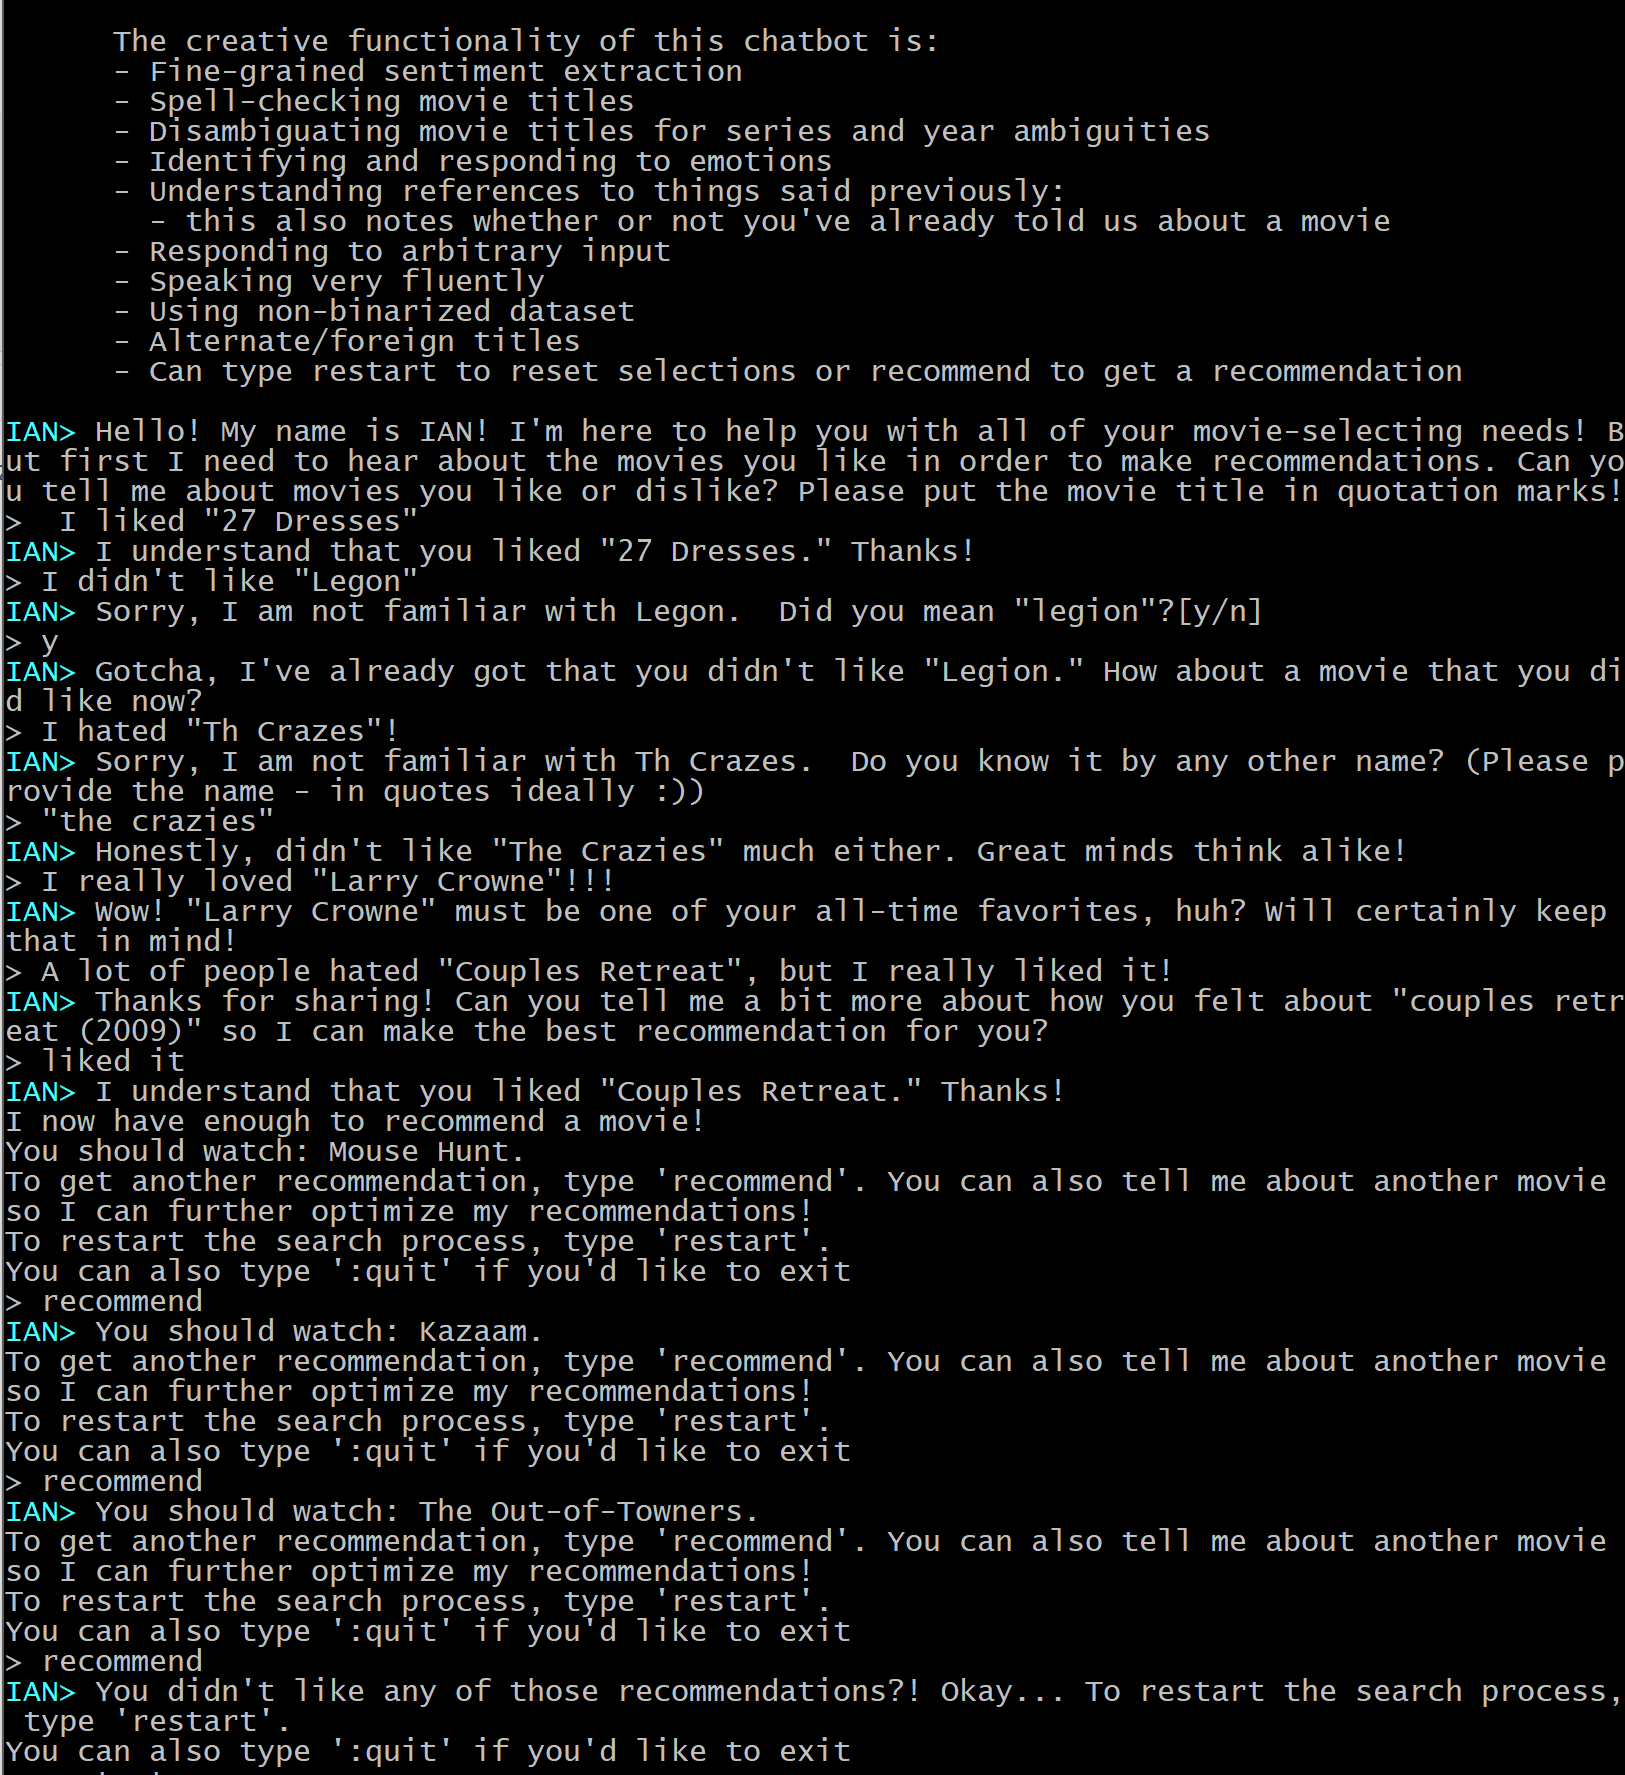 The creative functionality of this chatbot is:
- Fine-grained sentiment extraction
- Spell-checking movie titles
- Disambiguating movie titles for series and year ambiguities
- Identifying and responding to emotions
- Understanding references to things said previously:
- this also notes whether or not you've already told us about a movie
- Responding to arbitrary input
- Speaking very fluently
- Using non-binarized dataset
- Alternate/foreign titles
- Can type restart to reset selections or recommend to get a recommendation
IAN> Hello! My name is IAN! I'm here to help you with all of your movie-selecting needs! B
ut first I need to hear about the movies you like in order to make recommendations. Can yo
u tell me about movies you like or dislike? Please put the movie title in quotation marks!
>  I liked "27 Dresses"
IAN> I understand that you liked "27 Dresses." Thanks!
> I didn't like "Legon"
IAN> Sorry, I am not familiar with Legon.  Did you mean "legion"?[y/n]
> y
IAN> Gotcha, I've already got that you didn't like "Legion." How about a movie that you di
d like now?
> I hated "Th Crazes"!
IAN> Sorry, I am not familiar with Th Crazes.  Do you know it by any other name? (Please p
rovide the name - in quotes ideally :))
> "the crazies"
IAN> Honestly, didn't like "The Crazies" much either. Great minds think alike!
> I really loved "Larry Crowne"!!!
IAN> Wow! "Larry Crowne" must be one of your all-time favorites, huh? Will certainly keep
that in mind!
> A lot of people hated "Couples Retreat", but I really liked it!
IAN> Thanks for sharing! Can you tell me a bit more about how you felt about "couples retr
eat (2009)" so I can make the best recommendation for you?
> liked it
IAN> I understand that you liked "Couples Retreat." Thanks!
I now have enough to recommend a movie!
You should watch: Mouse Hunt.
To get another recommendation, type 'recommend'. You can also tell me about another movie
so I can further optimize my recommendations!
To restart the search process, type 'restart'.
You can also type ':quit' if you'd like to exit
> recommend
IAN> You should watch: Kazaam.
To get another recommendation, type 'recommend'. You can also tell me about another movie
so I can further optimize my recommendations!
To restart the search process, type 'restart'.
You can also type ':quit' if you'd like to exit
> recommend
IAN> You should watch: The Out-of-Towners.
To get another recommendation, type 'recommend'. You can also tell me about another movie
so I can further optimize my recommendations!
To restart the search process, type 'restart'.
You can also type ':quit' if you'd like to exit
> recommend
IAN> You didn't like any of those recommendations?! Okay... To restart the search process,
type 'restart'.
You can also type ':quit' if you'd like to exit